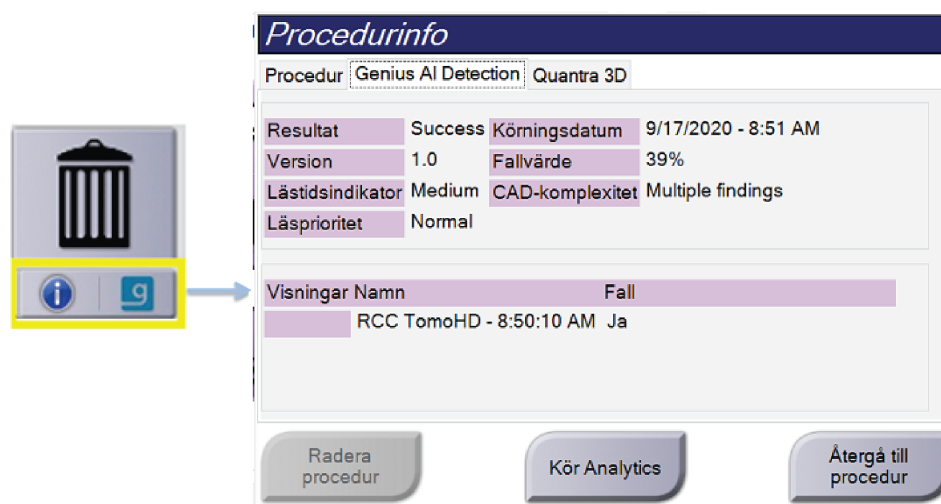 Procedurinfo
Procedur Genius AI Detection Quantra 3D
Resultat Success Körningsdatum 9/17/2020 - 8:51 AM
Version 1.0 Fallvärde 39%
Lästidsindikator Medium CAD-komplexitet Multiple findings
Läsprioritet Normal
i g
Visningar Namn Fall
RCC TomoHD - 8:50:10 AM Ja
Radera procedur
Kör Analytics
Återgå till procedur